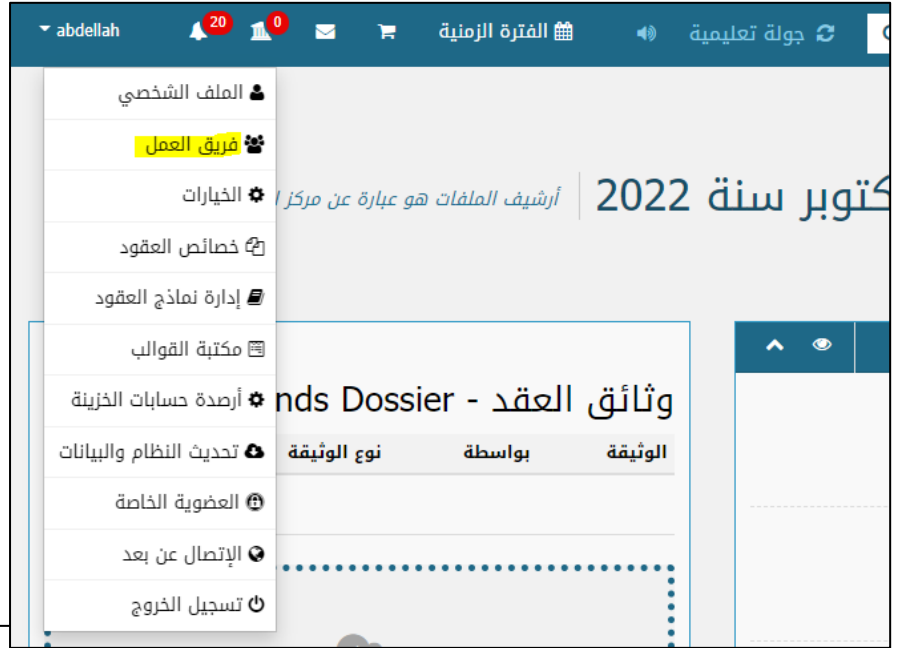 جولة تعليمية
الفترة الزمنية
0
20
abdellah
الملف الشخصي
فريق العمل
الخيارات
خصائص العقود
إدارة نماذج العقود
مكتبة القوالب
أرصدة حسابات الخزينة
تحديث النظام والبيانات
العضوية الخاصة
الإتصال عن بعد
تسجيل الخروج
سنة 2022
أرشيف الملفات هو عبارة عن مركز
وثائق العقد - nds Dossier
الوثيقة بواسطة نوع الوثيقة